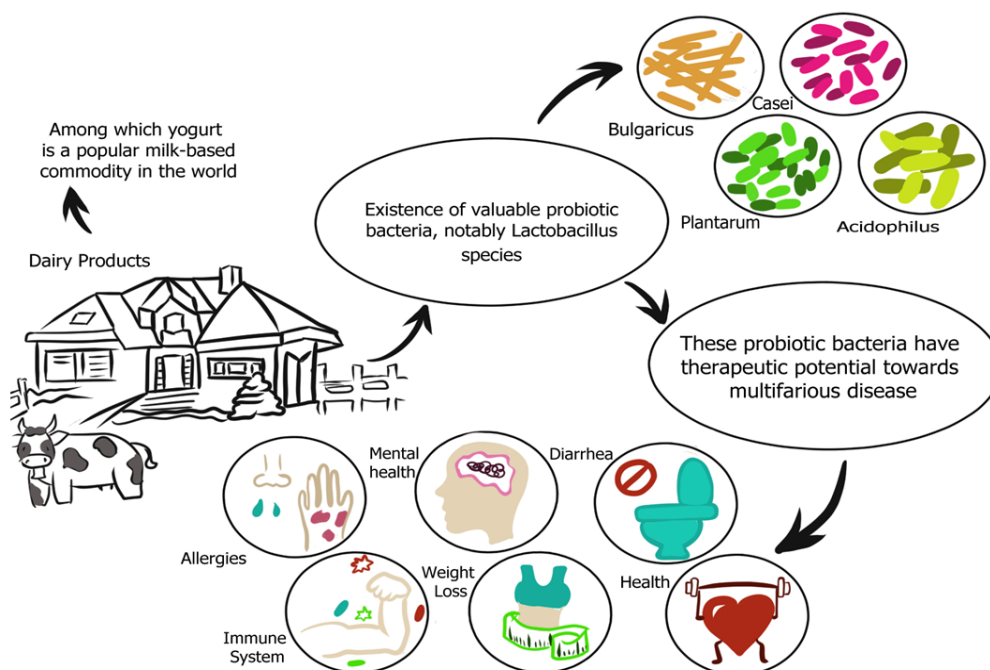 Among which yogurt
is a popular milk-based
commodity in the world
Dairy Products
Existence of valuable probiotic
bacteria, notably Lactobacillus
species
Bulgaricus
Casei
Plantarum
Acidophilus
These probiotic bacteria have
therapeutic potential towards
multifarious disease
Allergies
Mental
health
Diarrhea
Immune
System
Weight
Loss
Health